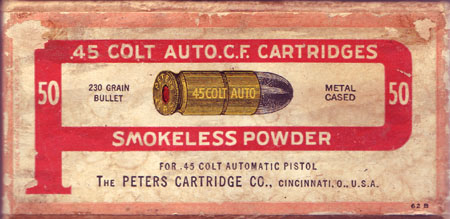 .45 COLT AUTO.C.F. CARTRIDGES
50
230 GRAIN
BULLET
.45 COLT AUTO
METAL
CASED
50
SMOKELESS POWDER
FOR .45 COLT AUTOMATIC PISTOL
THE PETERS CARTRIDGE CO., CINCINNATI, O., U.S.A.